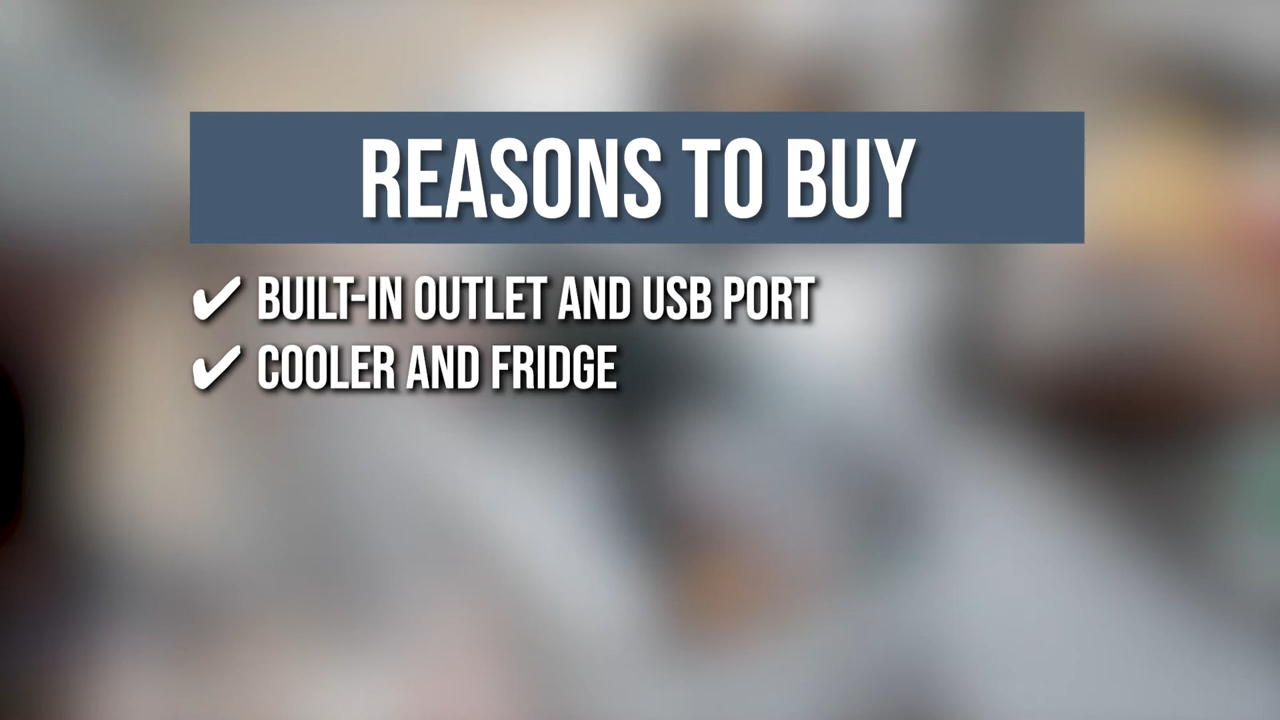 REASONS TO BUY
✔ BUILT-IN OUTLET AND USB PORT
✔ COOLER AND FRIDGE